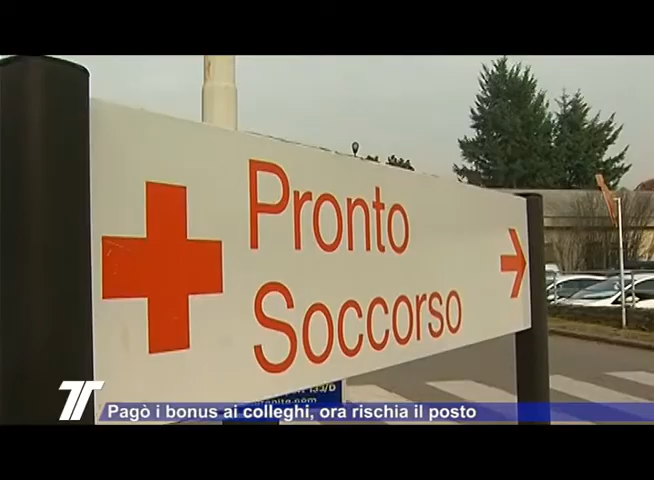 Pronto
Soccorso
Pagò i bonus ai colleghi, ora rischia il posto